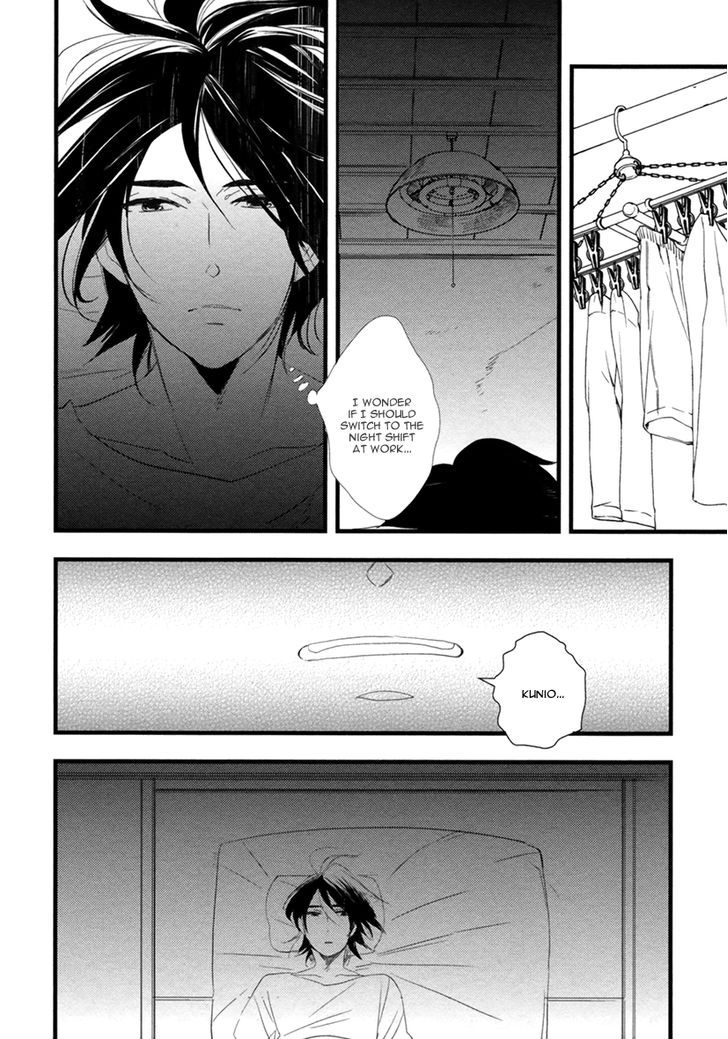 I WONDER
IF I SHOULD
SWITCH TO THE
NIGHT SHIFT
AT WORK...
KUNIO...